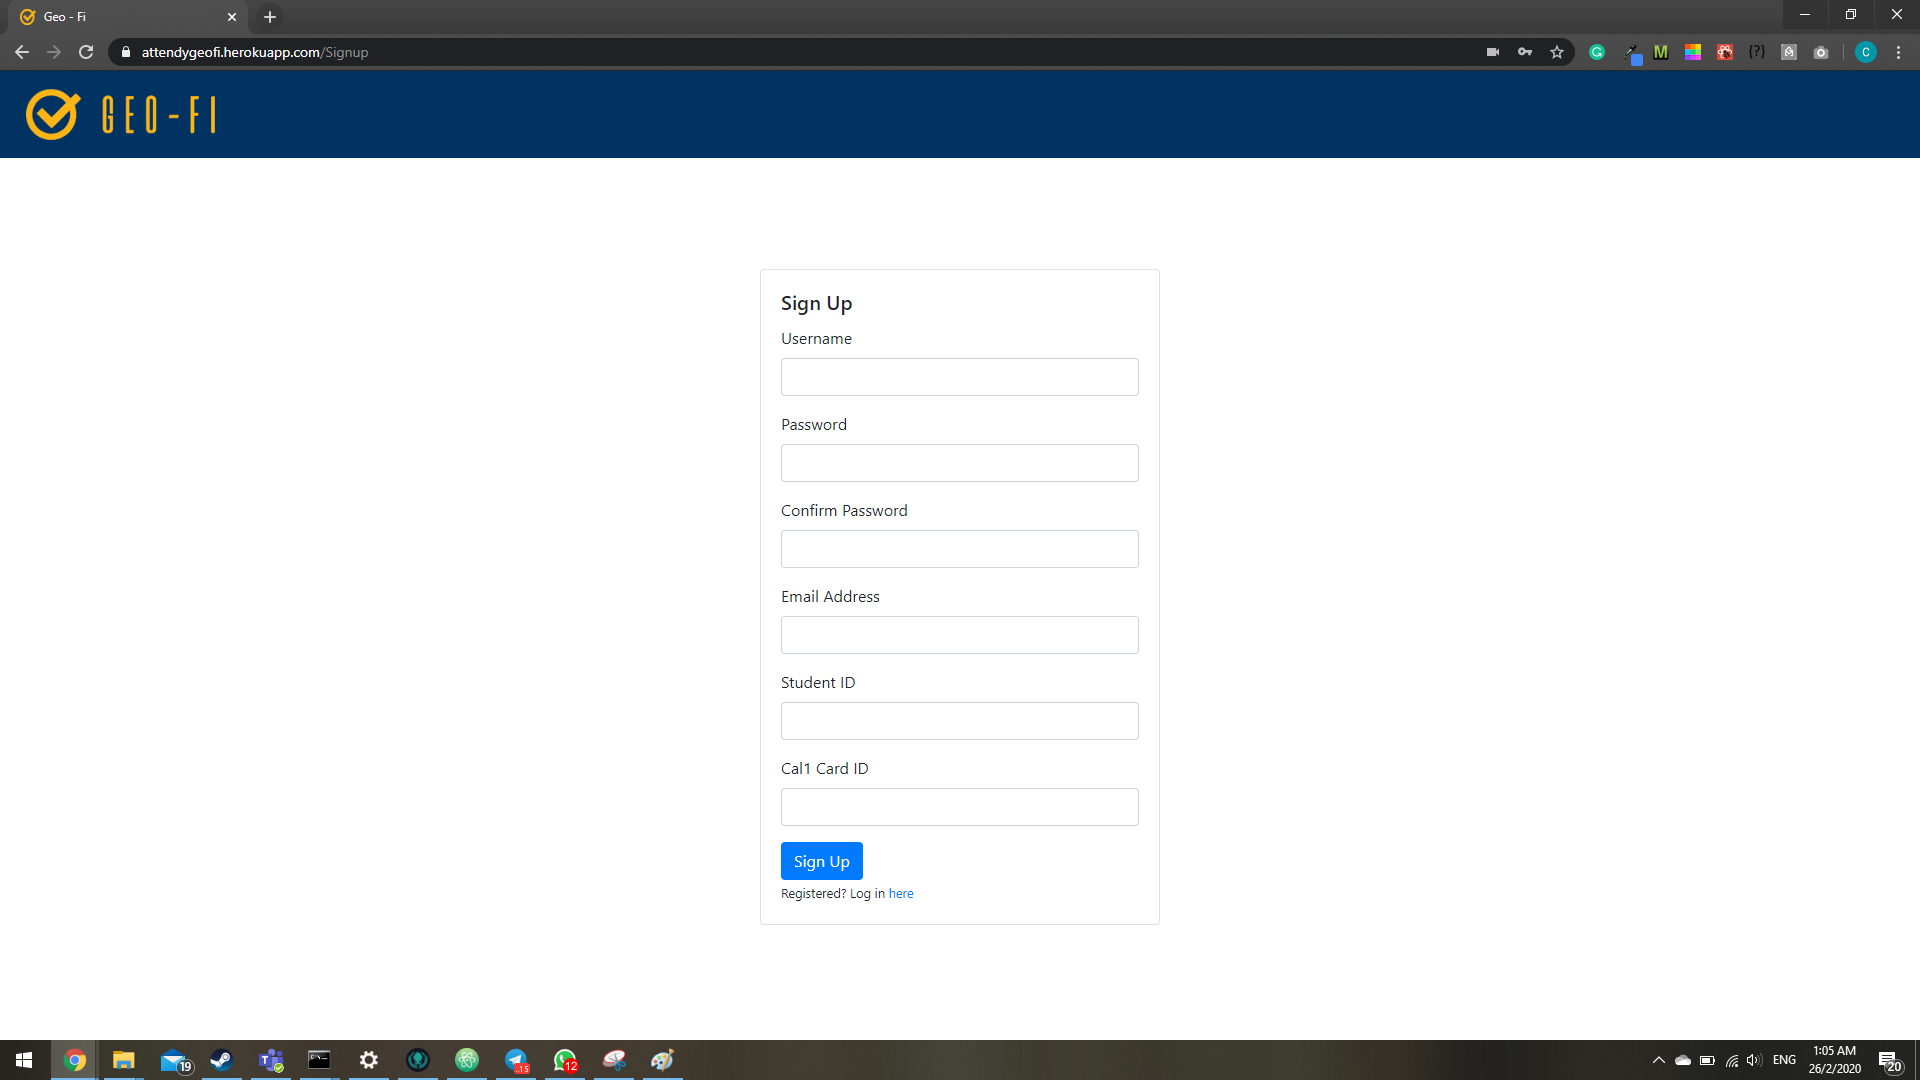 Geo - Fi
attendygeofi.herokuapp.com/Signup
GEO-FI
Sign Up
Username
Password
Confirm Password
Email Address
Student ID
Cal1 Card ID
Sign Up
Registered? Log in here
19
.15
12
ENG
1:05 AM
26/2/2020
20